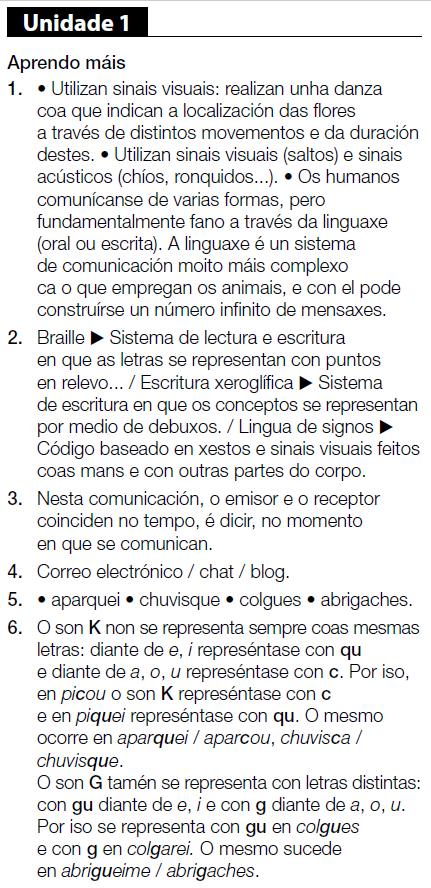 Unidade 1
Aprendo máis
1. • Utilizan sinais visuais: realizan unha danza
coa que indican a localización das flores
a través de distintos movementos e da duración
destes. • Utilizan sinais visuais (saltos) e sinais
acústicos (chíos, ronquidos...). • Os humanos
comunícanse de varias formas, pero
fundamentalmente fano a través da linguaxe
(oral ou escrita). A linguaxe é un sistema
de comunicación moito máis complexo
ca o que empregan os animais, e con el pode
construírse un número infinito de mensaxes.
2. Braille ► Sistema de lectura e escritura
en que as letras se representan con puntos
en relevo... / Escritura xeroglífica ► Sistema
de escritura en que os conceptos se representan
por medio de debuxos. / Lingua de signos ►
Código baseado en xestos e sinais visuais feitos
coas mans e con outras partes do corpo.
3. Nesta comunicación, o emisor e o receptor
coinciden no tempo, é dicir, no momento
en que se comunican.
4. Correo electrónico / chat / blog.
5. • aparquei • chuvisque • colgues • abrigaches.
6. O son K non se representa sempre coas mesmas
letras: diante de e, i represéntase con qu
e diante de a, o, u represéntase con c. Por iso,
en picou o son K represéntase con c
e en piquei represéntase con qu. O mesmo
ocorre en aparquei / aparcou, chuvisca /
chuvisque.
O son G tamén se representa con letras distintas:
con gu diante de e, i e con g diante de a, o, u.
Por iso se representa con gu en colgues
e con g en colgarei. O mesmo sucede
en abrigueime / abrigaches.